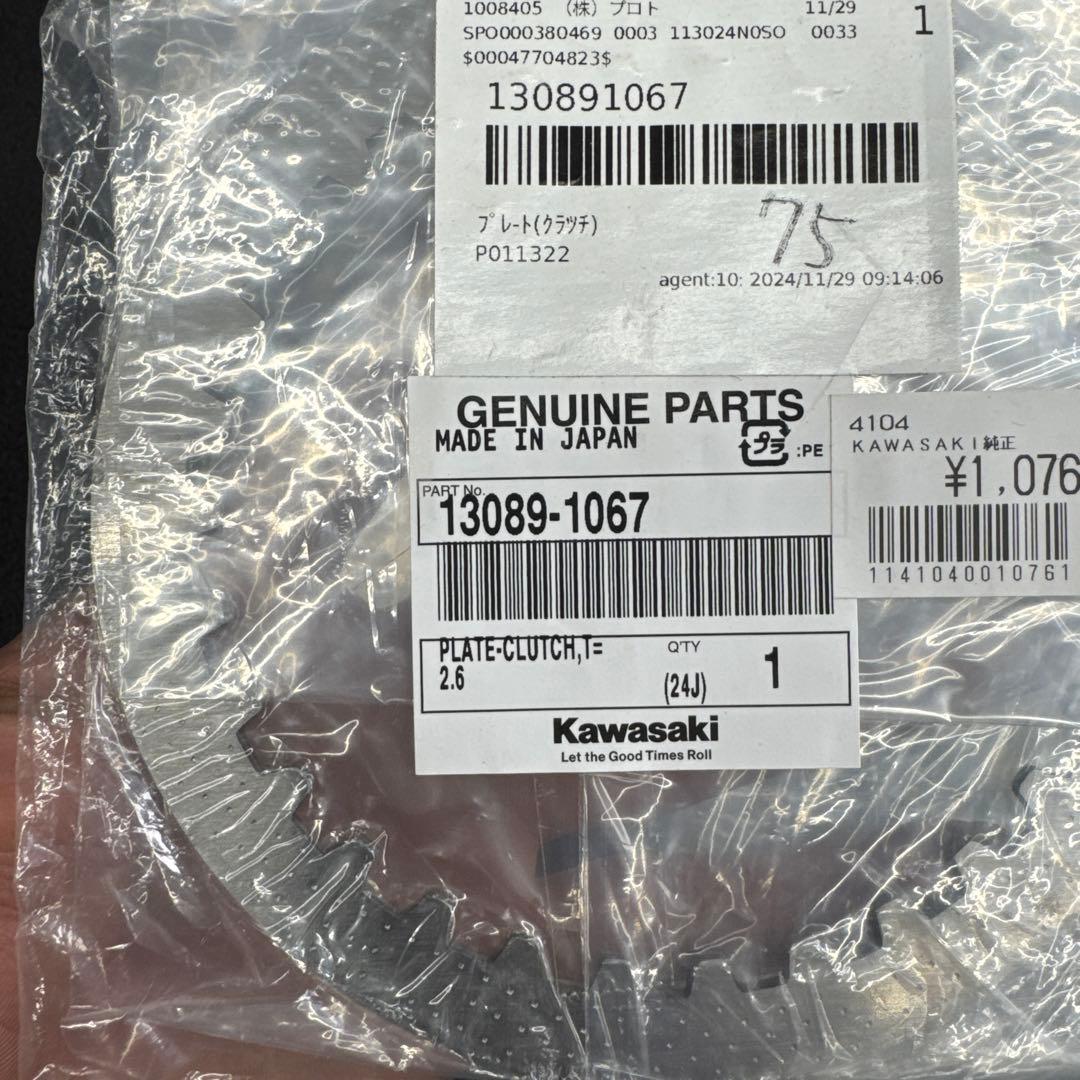 1008405 （株）プロト 11/29 1
SPO000380469 0003 113024N0SO 0033
$00047704823$
130891067
ﾌﾟﾚｰﾄ(ｸﾗﾂﾁ)
75
P011322
agent:10: 2024/11/29 09:14:06
GENUINE PARTS
MADE IN JAPAN
プラ :PE
PART No.
13089-1067
PLATE-CLUTCH,T=
2.6
Q'TY
(24J)
1
Kawasaki
Let the Good Times Roll
4104
KAWASAKI純正
¥1,076
1141040010761